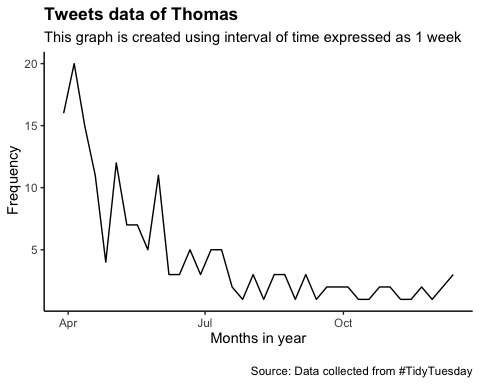 Tweets data of Thomas
This graph is created using interval of time expressed as 1 week
20
15
10
5
Frequency
Apr Jul Oct
Months in year
Source: Data collected from #TidyTuesday